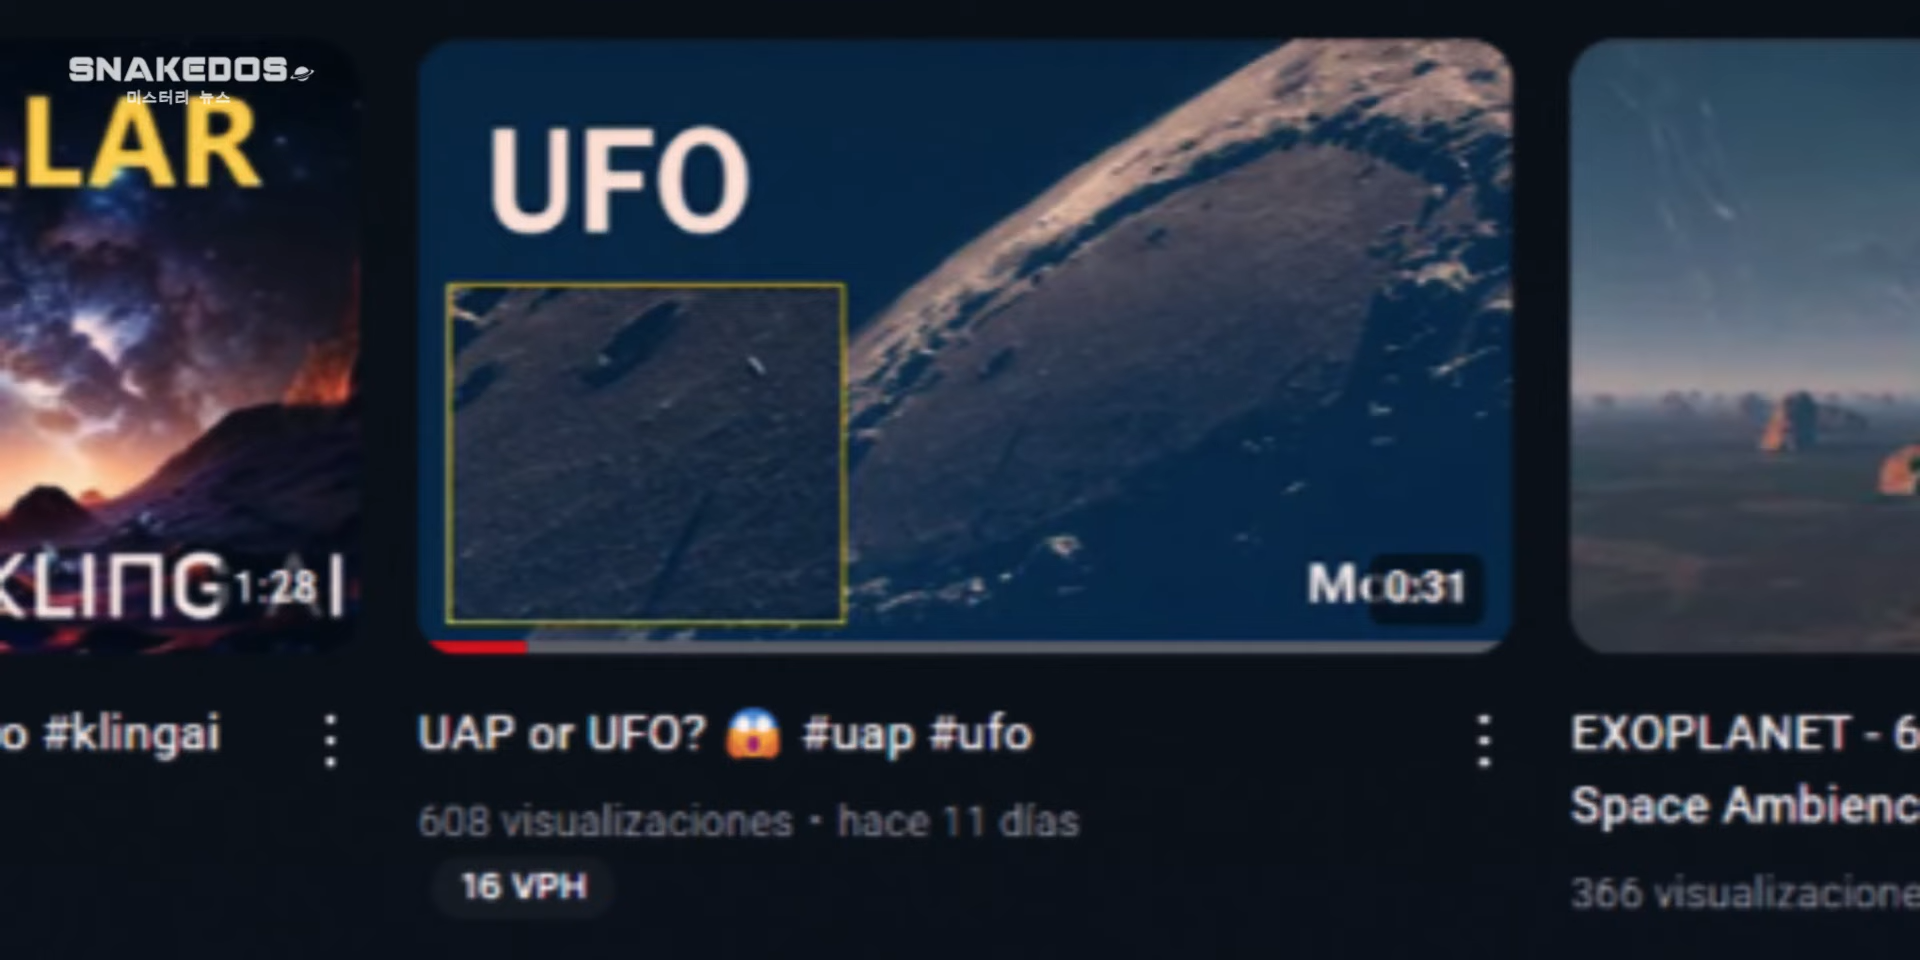 SNAKEDOS
미스터리 뉴스
LLAR
KLING AI
1:28
UFO
0:31
o #klingai
UAP or UFO? 😱 #uap #ufo
608 visualizaciones • hace 11 días
16 VPH
EXOPLANET - 6
Space Ambienc
366 visualizacione